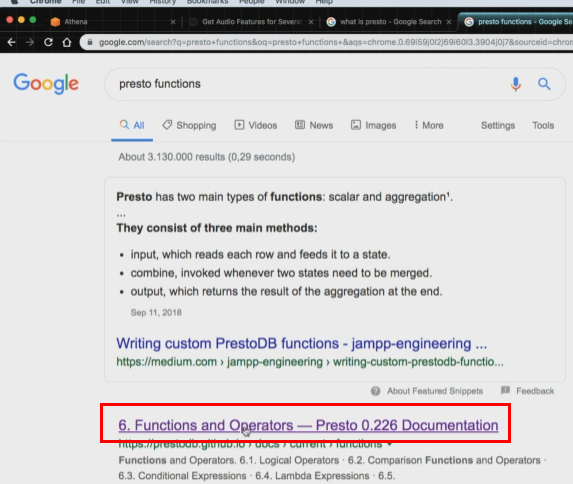 Chrome File Edit View History Bookmarks People Window Help
Athena
Get Audio Features for Several
what is presto - Google Search
presto functions - Google Se
google.com/search?q=presto+functions&oq=presto+functions+&aqs=chrome.0.69i59j0l2j69i60l3.3904j0j7&sourceid=chrom
Google
presto functions
All Shopping Videos News Images More Settings Tools
About 3.130.000 results (0,29 seconds)
Presto has two main types of functions: scalar and aggregation¹.
...
They consist of three main methods:
• input, which reads each row and feeds it to a state.
• combine, invoked whenever two states need to be merged.
• output, which returns the result of the aggregation at the end.
Sep 11, 2018
Writing custom PrestoDB functions - jampp-engineering ...
https://medium.com › jampp-engineering › writing-custom-prestodb-functio...
About Featured Snippets Feedback
6. Functions and Operators — Presto 0.226 Documentation
https://prestodb.github.io › docs › current › functions
Functions and Operators. 6.1. Logical Operators · 6.2. Comparison Functions and Operators ·
6.3. Conditional Expressions · 6.4. Lambda Expressions · 6.5.